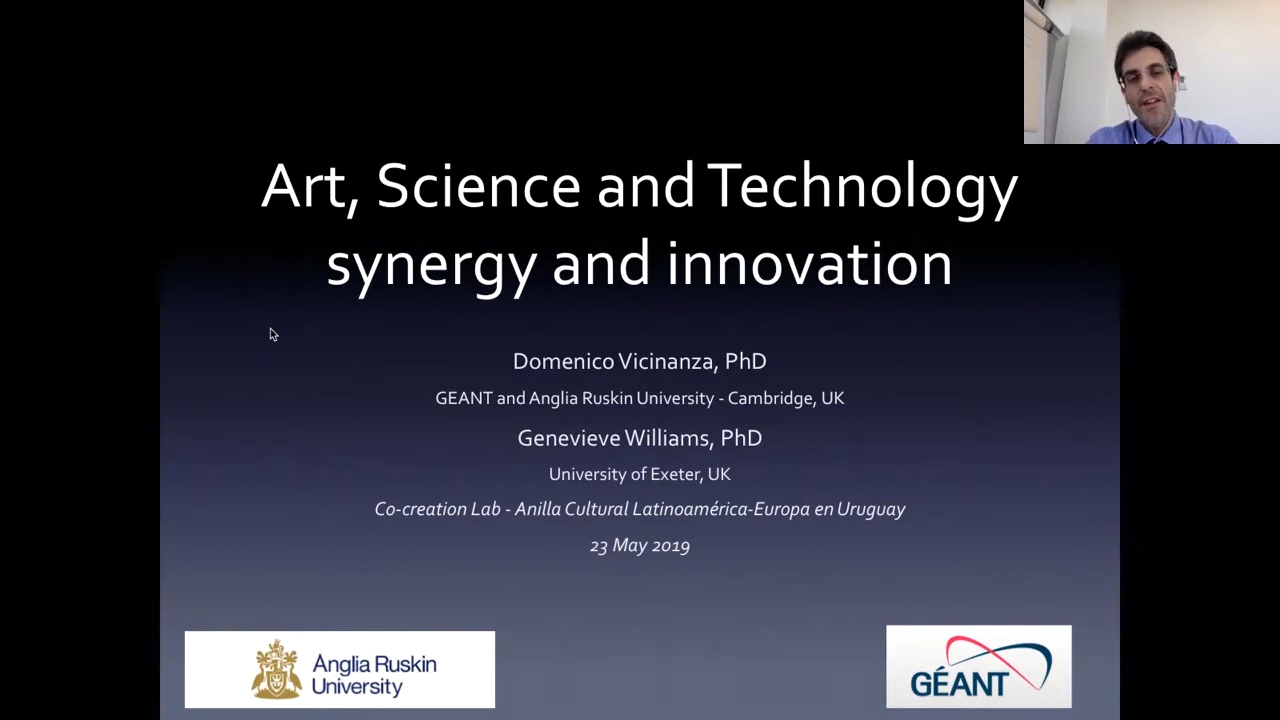 Art, Science and Technology
synergy and innovation
Domenico Vicinanza, PhD
GEANT and Anglia Ruskin University - Cambridge, UK
Genevieve Williams, PhD
University of Exeter, UK
Co-creation Lab - Anilla Cultural Latinoamérica-Europa en Uruguay
23 May 2019
Anglia Ruskin
University
GÉANT